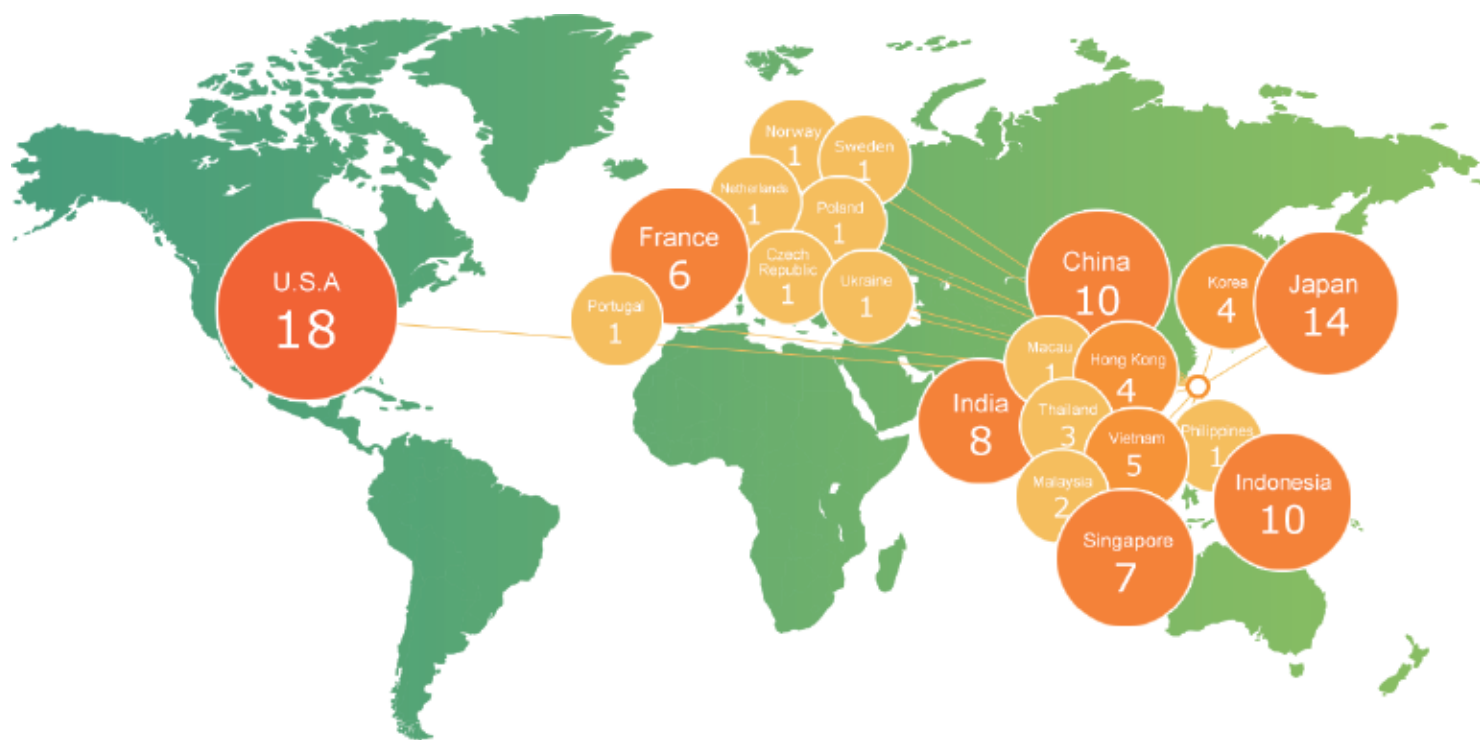 Norway
1
Sweden
1
Netherlands
1
Poland
1
France
6
Czech
Republic
1
Ukraine
1
Portugal
1
U.S.A
18
China
10
Korea
4
Japan
14
Macau
1
Hong Kong
4
India
8
Thailand
3
Vietnam
5
Philippines
1
Malaysia
2
Indonesia
10
Singapore
7